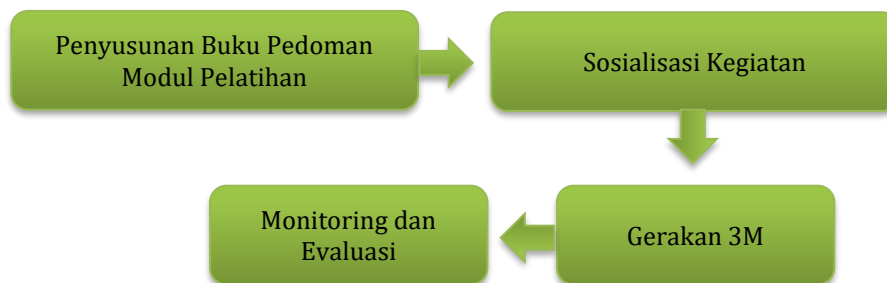 Penyusunan Buku Pedoman
Modul Pelatihan
Sosialisasi Kegiatan
Gerakan 3M
Monitoring dan
Evaluasi